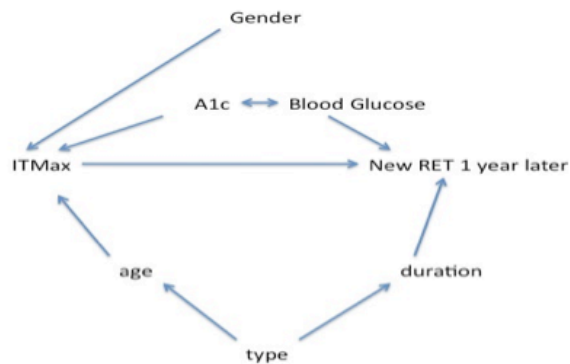 Gender
A1c
Blood Glucose
ITMax
New RET 1 year later
age
duration
type